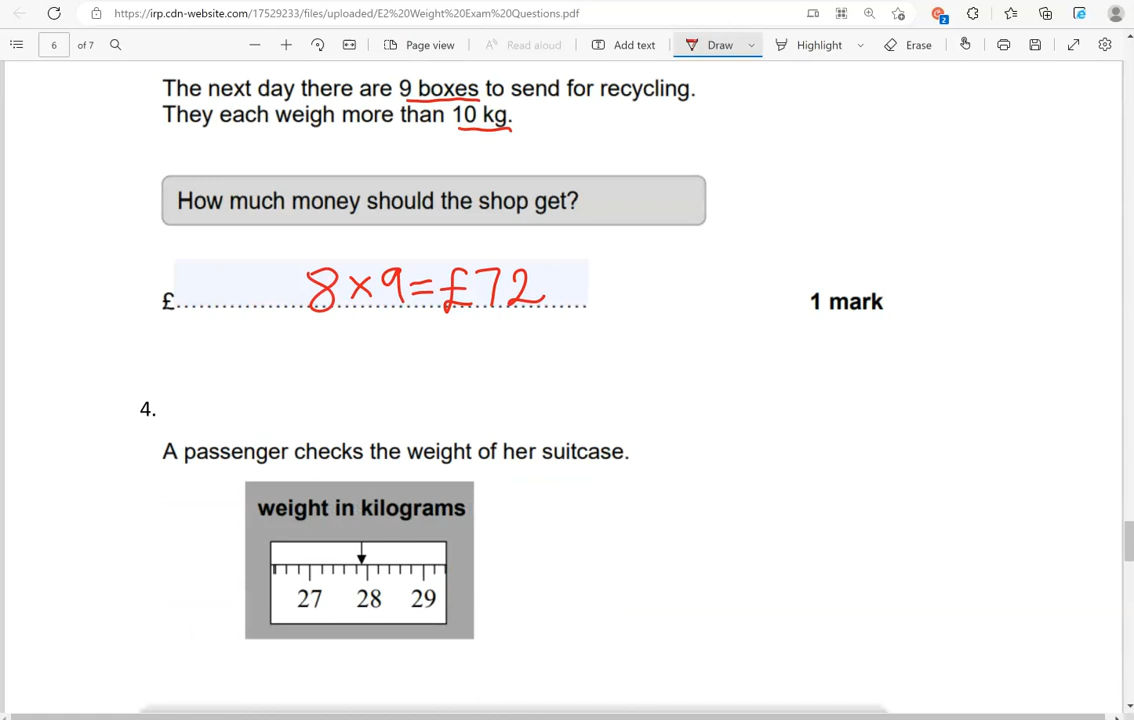 https://irp.cdn-website.com/17529233/files/uploaded/E2%20Weight%20Exam%20Questions.pdf
2
6 of 7
Page view
Read aloud
Add text
Draw
Highlight
Erase
The next day there are 9 boxes to send for recycling.
They each weigh more than 10 kg.
How much money should the shop get?
8 × 9 = £72
£
1 mark
4.
A passenger checks the weight of her suitcase.
weight in kilograms
27 28 29